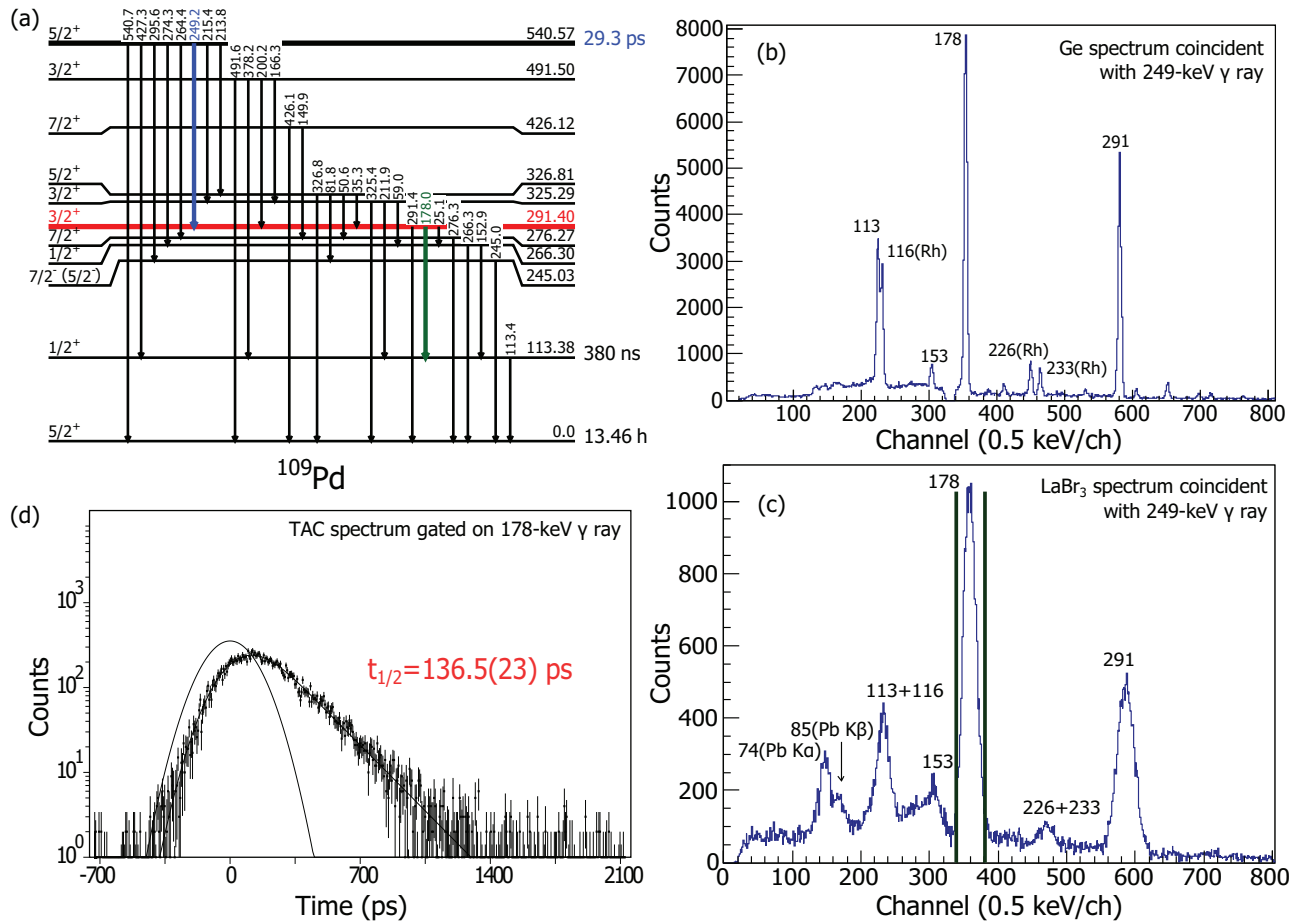 (a)
540.7 427.3 295.6 274.3 264.4 249.2 215.4 213.8
5/2+ 540.57 29.3 ps
491.6 378.2 200.2 166.3
3/2+ 491.50
426.1 149.9
7/2+ 426.12
326.8 81.8 50.6 35.3 325.4 211.9 59.0
5/2+ 326.81
3/2+ 325.29
291.4 178.0 25.1 276.3 266.3 152.9 245.0
3/2+ 291.40
7/2+ 276.27
1/2+ 266.30
7/2- (5/2-) 245.03
113.4
1/2+ 113.38 380 ns
5/2+ 0.0 13.46 h
109Pd
(b)
Ge spectrum coincident
with 249-keV γ ray
178
291
113
116(Rh)
153
226(Rh)
233(Rh)
Counts
8000
7000
6000
5000
4000
3000
2000
1000
0
100 200 300 400 500 600 700 800
Channel (0.5 keV/ch)
(d)
TAC spectrum gated on 178-keV γ ray
t1/2=136.5(23) ps
Counts
10^3
10^2
10^1
10^0
-700 0 700 1400 2100
Time (ps)
(c)
LaBr3 spectrum coincident
with 249-keV γ ray
178
291
113+116
85(Pb Kβ)
74(Pb Kα)
153
226+233
Counts
1000
800
600
400
200
0
0 100 200 300 400 500 600 700 800
Channel (0.5 keV/ch)